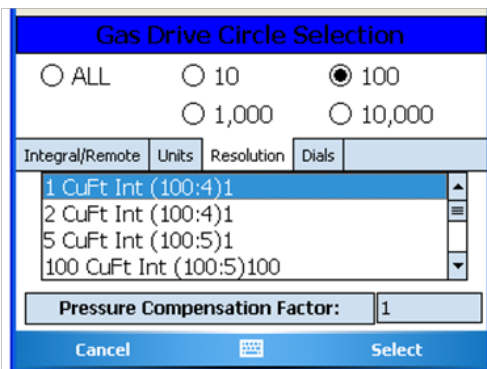 Gas Drive Circle Selection
ALL 10 100
1,000 10,000
Integral/Remote Units Resolution Dials
1 CuFt Int (100:4)1
2 CuFt Int (100:4)1
5 CuFt Int (100:5)1
100 CuFt Int (100:5)100
Pressure Compensation Factor: 1
Cancel Select